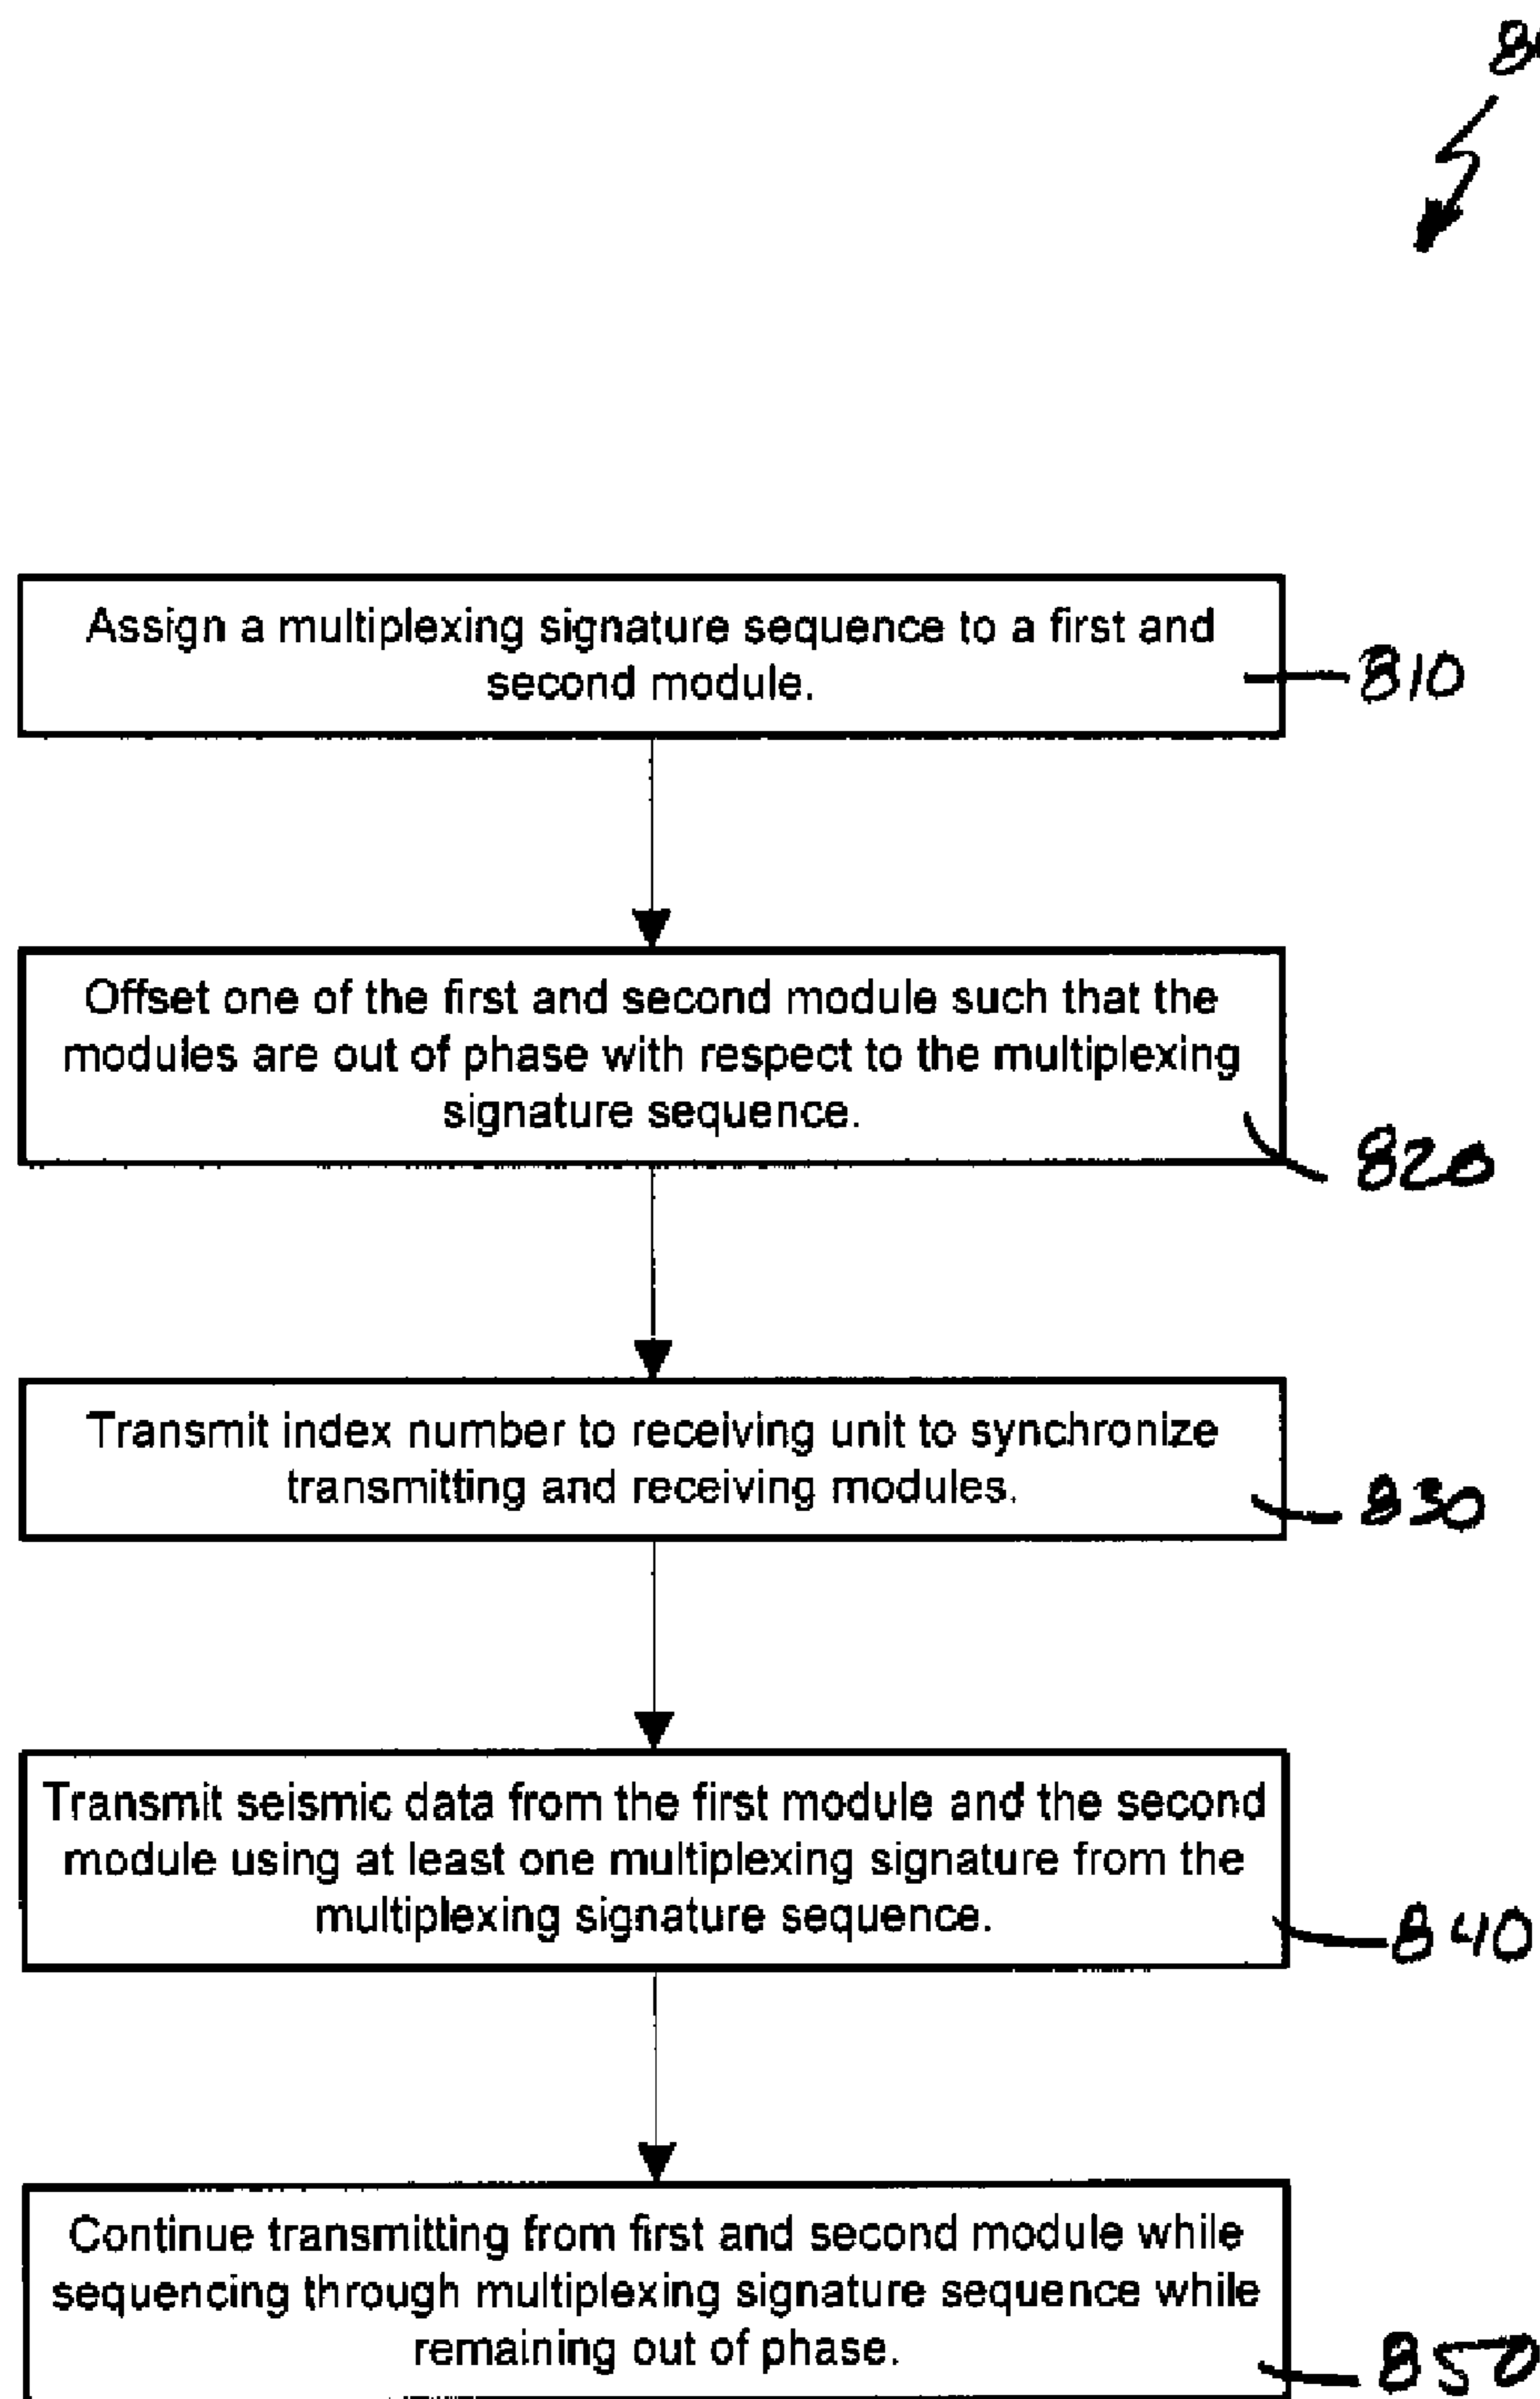 Assign a multiplexing signature sequence to a first and
second module.
810
Offset one of the first and second module such that the
modules are out of phase with respect to the multiplexing
signature sequence.
820
Transmit index number to receiving unit to synchronize
transmitting and receiving modules.
830
Transmit seismic data from the first module and the second
module using at least one multiplexing signature from the
multiplexing signature sequence.
840
Continue transmitting from first and second module while
sequencing through multiplexing signature sequence while
remaining out of phase.
850